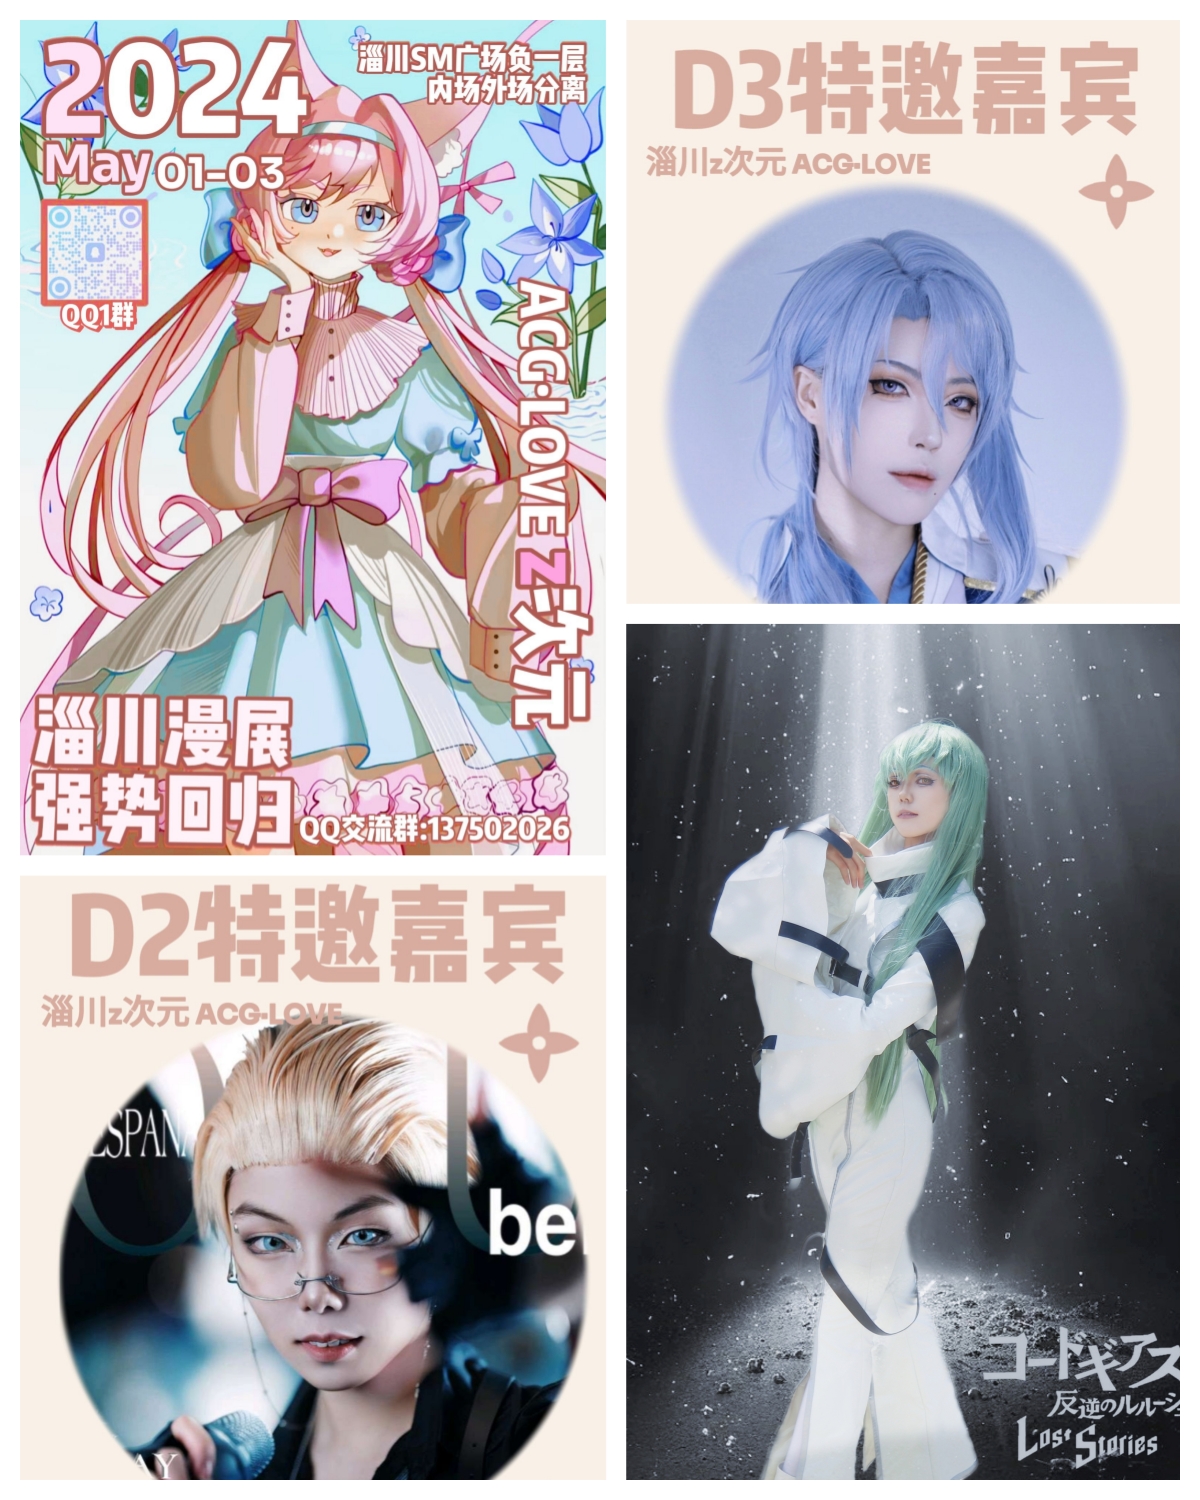 2024
May 01-03
淄川SM广场负一层
内场外场分离
QQ1群
ACG·LOVE Z次元
淄川漫展
强势回归
QQ交流群:137502026
D3特邀嘉宾
淄川z次元 ACG·LOVE
D2特邀嘉宾
淄川z次元 ACG·LOVE
ESPANA
be
AY
コードギアス
反逆のルルーシュ
Lost Stories